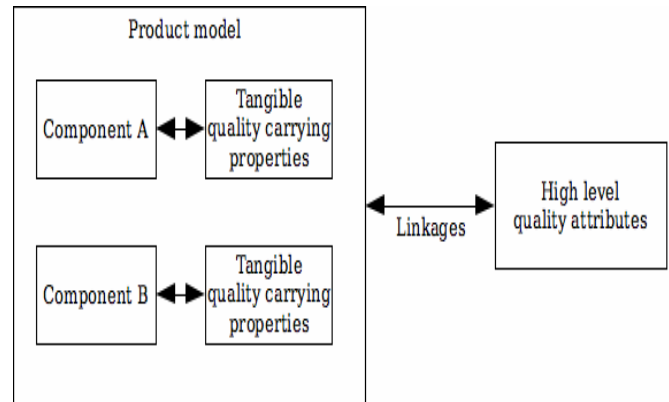 Product model
Component A
Tangible
quality carrying
properties
High level
quality attributes
Linkages
Component B
Tangible
quality carrying
properties